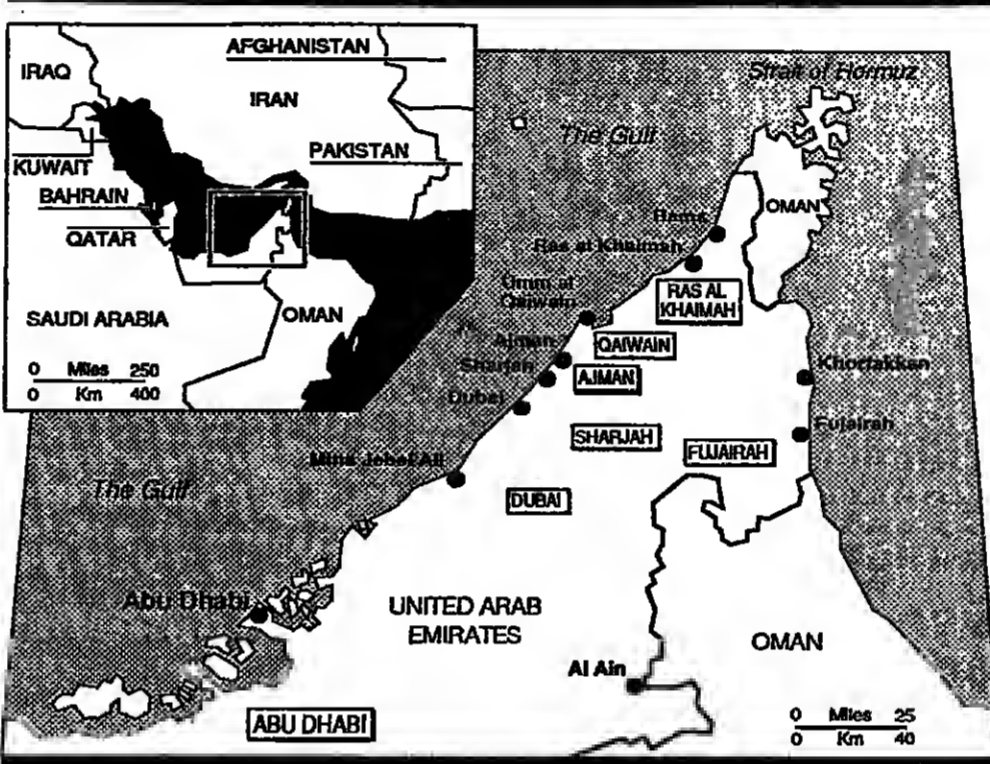 AFGHANISTAN
IRAQ
IRAN
KUWAIT
PAKISTAN
BAHRAIN
QATAR
SAUDI ARABIA
OMAN
0 Miles 250
0 Km 400
Strait of Hormuz
The Gulf
OMAN
Rams
Ras al Khaimah
RAS AL
KHAIMAH
Umm al
Qaiwain
QAIWAIN
Ajman
AJMAN
Sharjah
Khorfakkan
Dubai
Fujairah
SHARJAH
FUJAIRAH
Mina Jebel Ali
The Gulf
DUBAI
Abu Dhabi
UNITED ARAB
EMIRATES
OMAN
Al Ain
ABU DHABI
0 Miles 25
0 Km 40